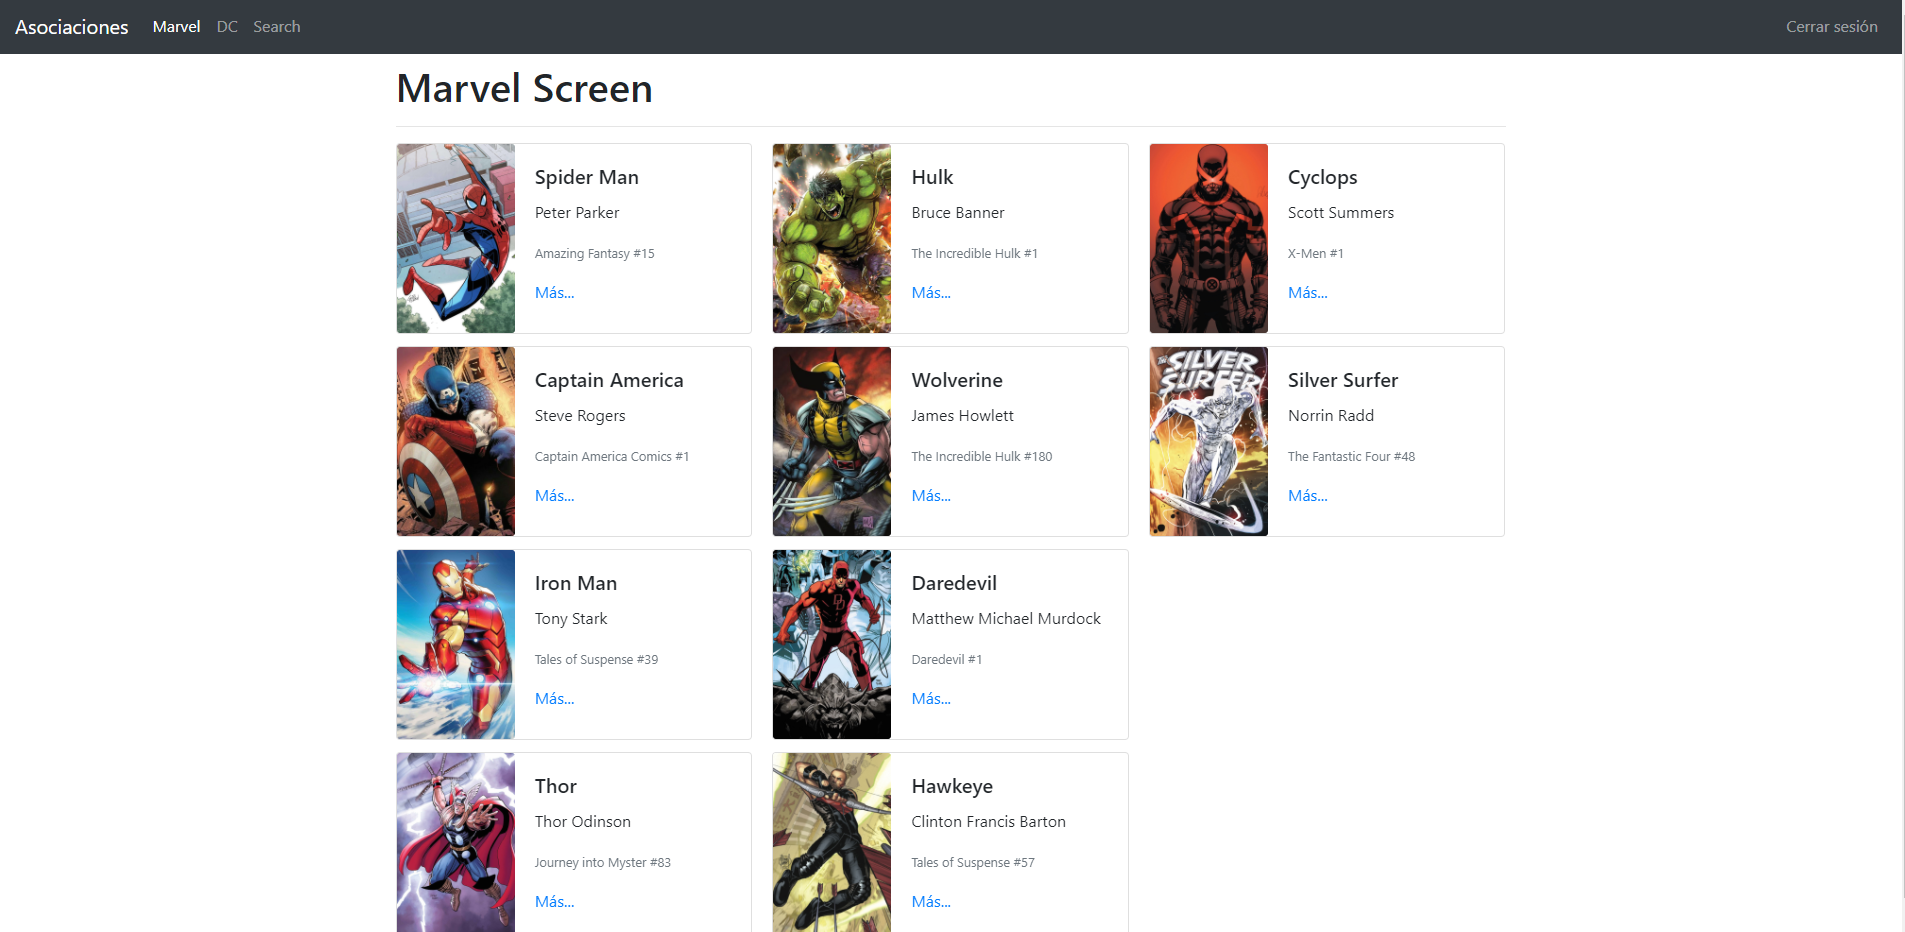 Asociaciones Marvel DC Search Cerrar sesión
Marvel Screen
Spider Man
Peter Parker
Amazing Fantasy #15
Más...
Hulk
Bruce Banner
The Incredible Hulk #1
Más...
Cyclops
Scott Summers
X-Men #1
Más...
Captain America
Steve Rogers
Captain America Comics #1
Más...
Wolverine
James Howlett
The Incredible Hulk #180
Más...
THE SILVER
SURFER
Silver Surfer
Norrin Radd
The Fantastic Four #48
Más...
Iron Man
Tony Stark
Tales of Suspense #39
Más...
Daredevil
Matthew Michael Murdock
Daredevil #1
Más...
Thor
Thor Odinson
Journey into Myster #83
Más...
Hawkeye
Clinton Francis Barton
Tales of Suspense #57
Más...